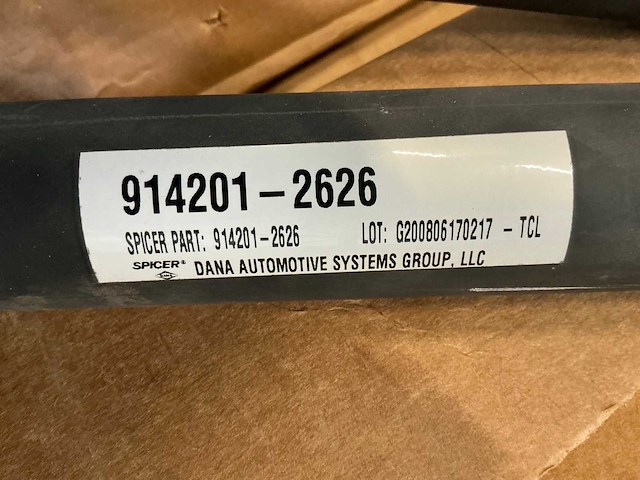 914201-2626
SPICER PART: 914201-2626 LOT: G200806170217 - TCL
SPICER® DANA AUTOMOTIVE SYSTEMS GROUP, LLC